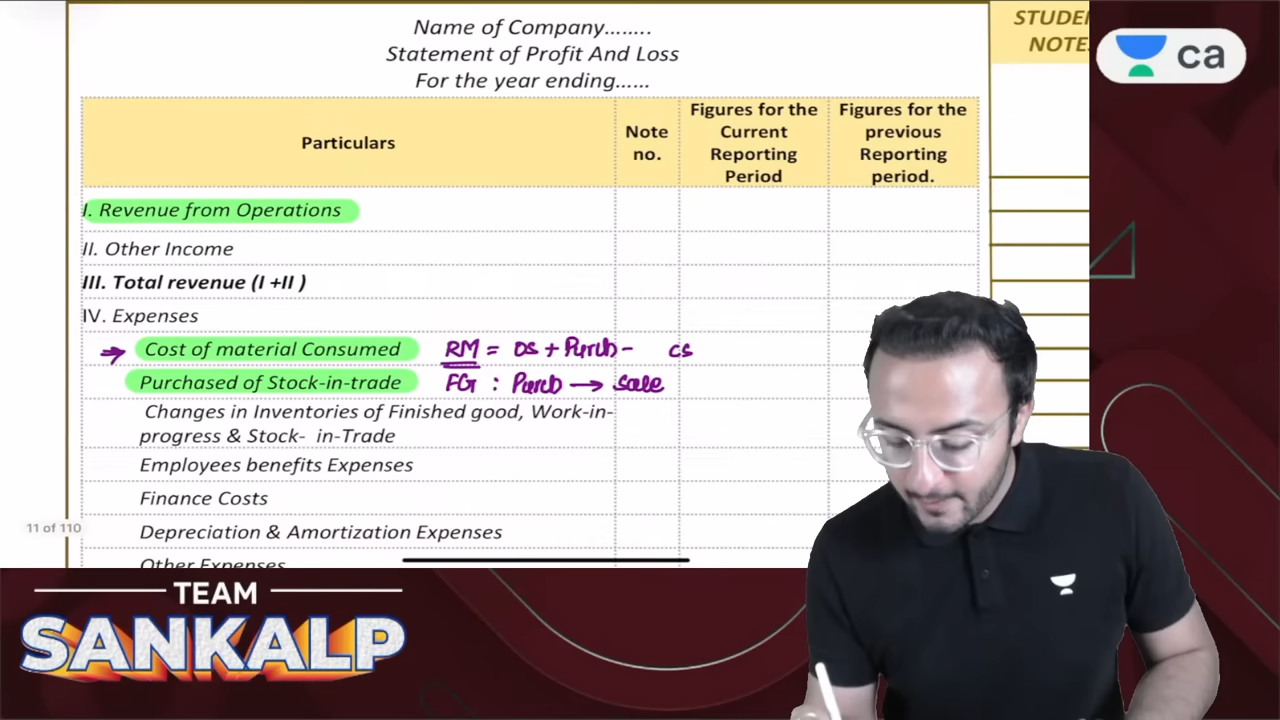 Name of Company........
Statement of Profit And Loss
For the year ending......
STUDE
NOTE
ca
Particulars
Note no.
Figures for the Current Reporting Period
Figures for the previous Reporting period.
I. Revenue from Operations
II. Other Income
III. Total revenue (I +II )
IV. Expenses
Cost of material Consumed RM = OS + Purch - CS
Purchased of Stock-in-trade FG : Purch → sale
Changes in Inventories of Finished good, Work-in-
progress & Stock- in-Trade
Employees benefits Expenses
Finance Costs
11 of 110
Depreciation & Amortization Expenses
Other Expenses
TEAM
SANKALP